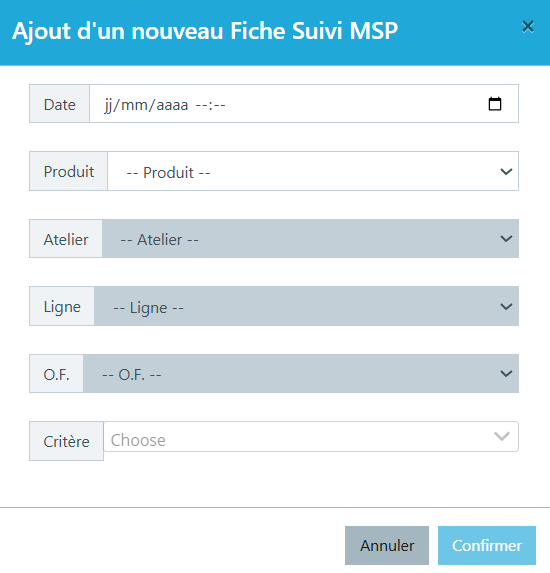 Ajout d'un nouveau Fiche Suivi MSP ×
Date jj/mm/aaaa --:--
Produit -- Produit --
Atelier -- Atelier --
Ligne -- Ligne --
O.F. -- O.F. --
Critère Choose
Annuler Confirmer